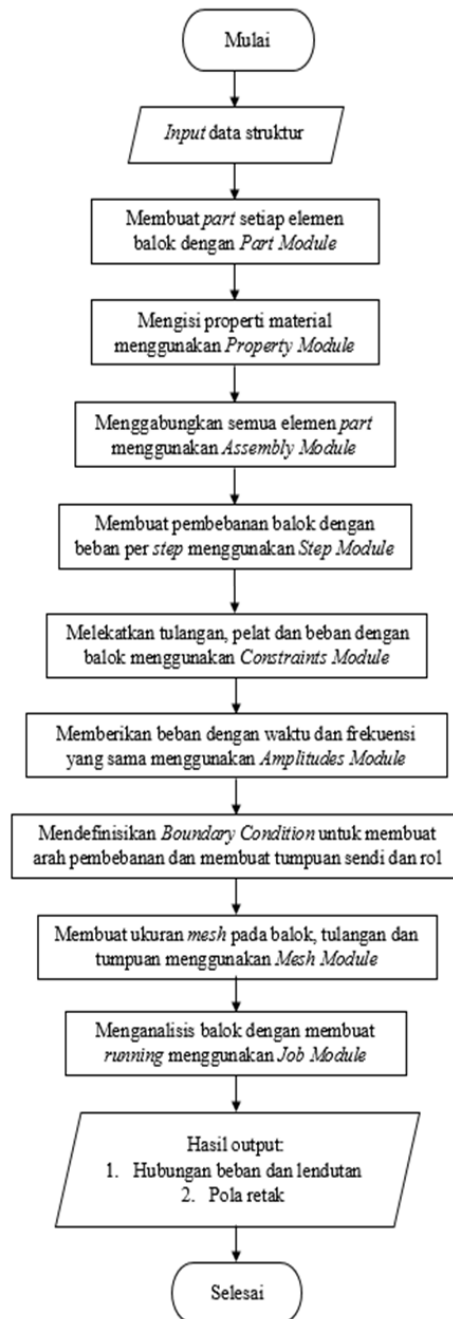 Mulai
Input data struktur
Membuat part setiap elemen
balok dengan Part Module
Mengisi properti material
menggunakan Property Module
Menggabungkan semua elemen part
menggunakan Assembly Module
Membuat pembebanan balok dengan
beban per step menggunakan Step Module
Melekatkan tulangan, pelat dan beban dengan
balok menggunakan Constraints Module
Memberikan beban dengan waktu dan frekuensi
yang sama menggunakan Amplitudes Module
Mendefinisikan Boundary Condition untuk membuat
arah pembebanan dan membuat tumpuan sendi dan rol
Membuat ukuran mesh pada balok, tulangan dan
tumpuan menggunakan Mesh Module
Menganalisis balok dengan membuat
running menggunakan Job Module
Hasil output:
1. Hubungan beban dan lendutan
2. Pola retak
Selesai